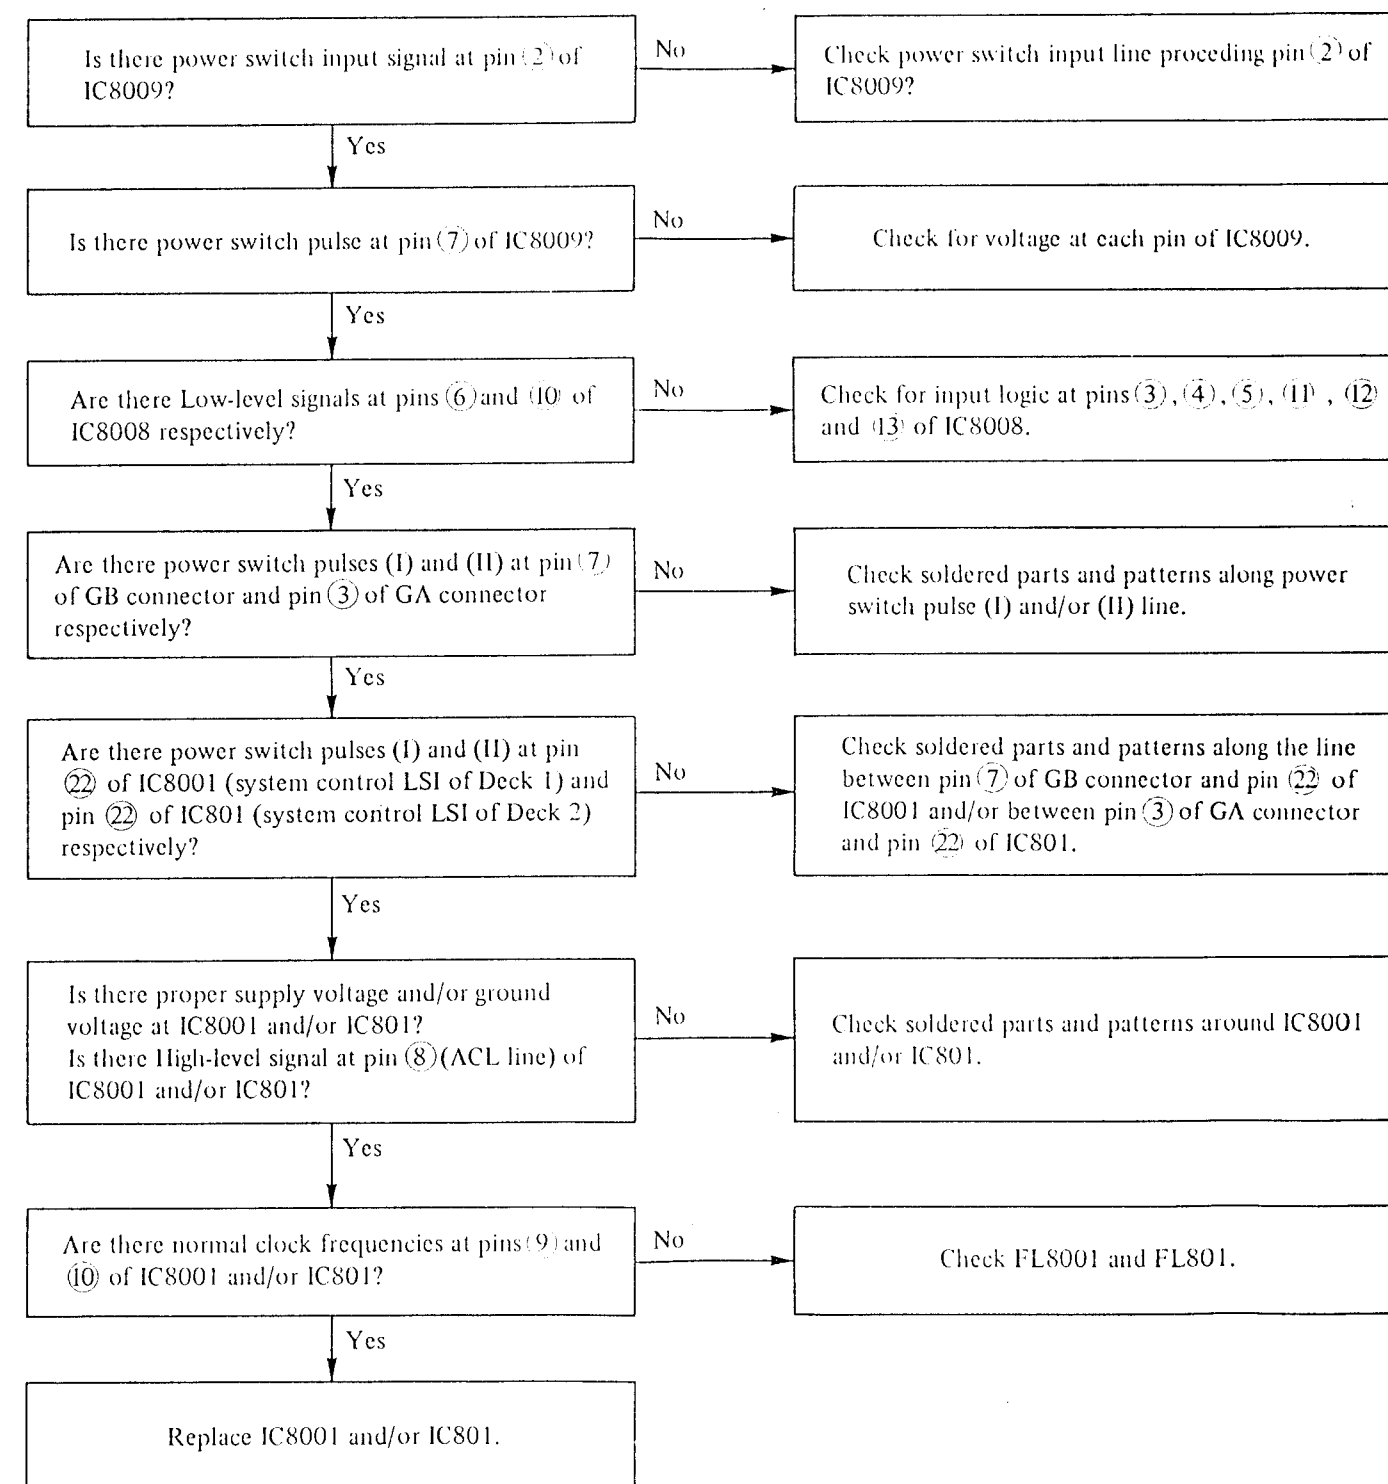 Is there power switch input signal at pin ② of
IC8009?
No
Check power switch input line proceding pin ② of
IC8009?
Yes
Is there power switch pulse at pin ⑦ of IC8009?
No
Check for voltage at each pin of IC8009.
Yes
Are there Low-level signals at pins ⑥ and ⑩ of
IC8008 respectively?
No
Check for input logic at pins ③, ④, ⑤, ⑪, ⑫
and ⑬ of IC8008.
Yes
Are there power switch pulses (I) and (II) at pin ⑦
of GB connector and pin ③ of GA connector
respectively?
No
Check soldered parts and patterns along power
switch pulse (I) and/or (II) line.
Yes
Are there power switch pulses (I) and (II) at pin
㉒ of IC8001 (system control LSI of Deck 1) and
pin ㉒ of IC801 (system control LSI of Deck 2)
respectively?
No
Check soldered parts and patterns along the line
between pin ⑦ of GB connector and pin ㉒ of
IC8001 and/or between pin ③ of GA connector
and pin ㉒ of IC801.
Yes
Is there proper supply voltage and/or ground
voltage at IC8001 and/or IC801?
Is there High-level signal at pin ⑧ (ACL line) of
IC8001 and/or IC801?
No
Check soldered parts and patterns around IC8001
and/or IC801.
Yes
Are there normal clock frequencies at pins ⑨ and
⑩ of IC8001 and/or IC801?
No
Check FL8001 and FL801.
Yes
Replace IC8001 and/or IC801.